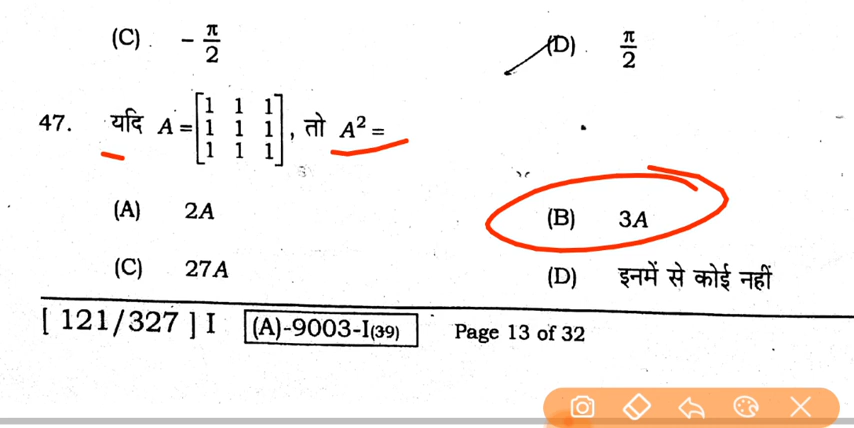 (C). - π/2 (D). π/2
47. यदि A = [1 1 1
1 1 1
1 1 1], तो A² =
(A) 2A (B) 3A
(C) 27A (D) इनमें से कोई नहीं
[ 121/327 ] I (A)-9003-I(39) Page 13 of 32